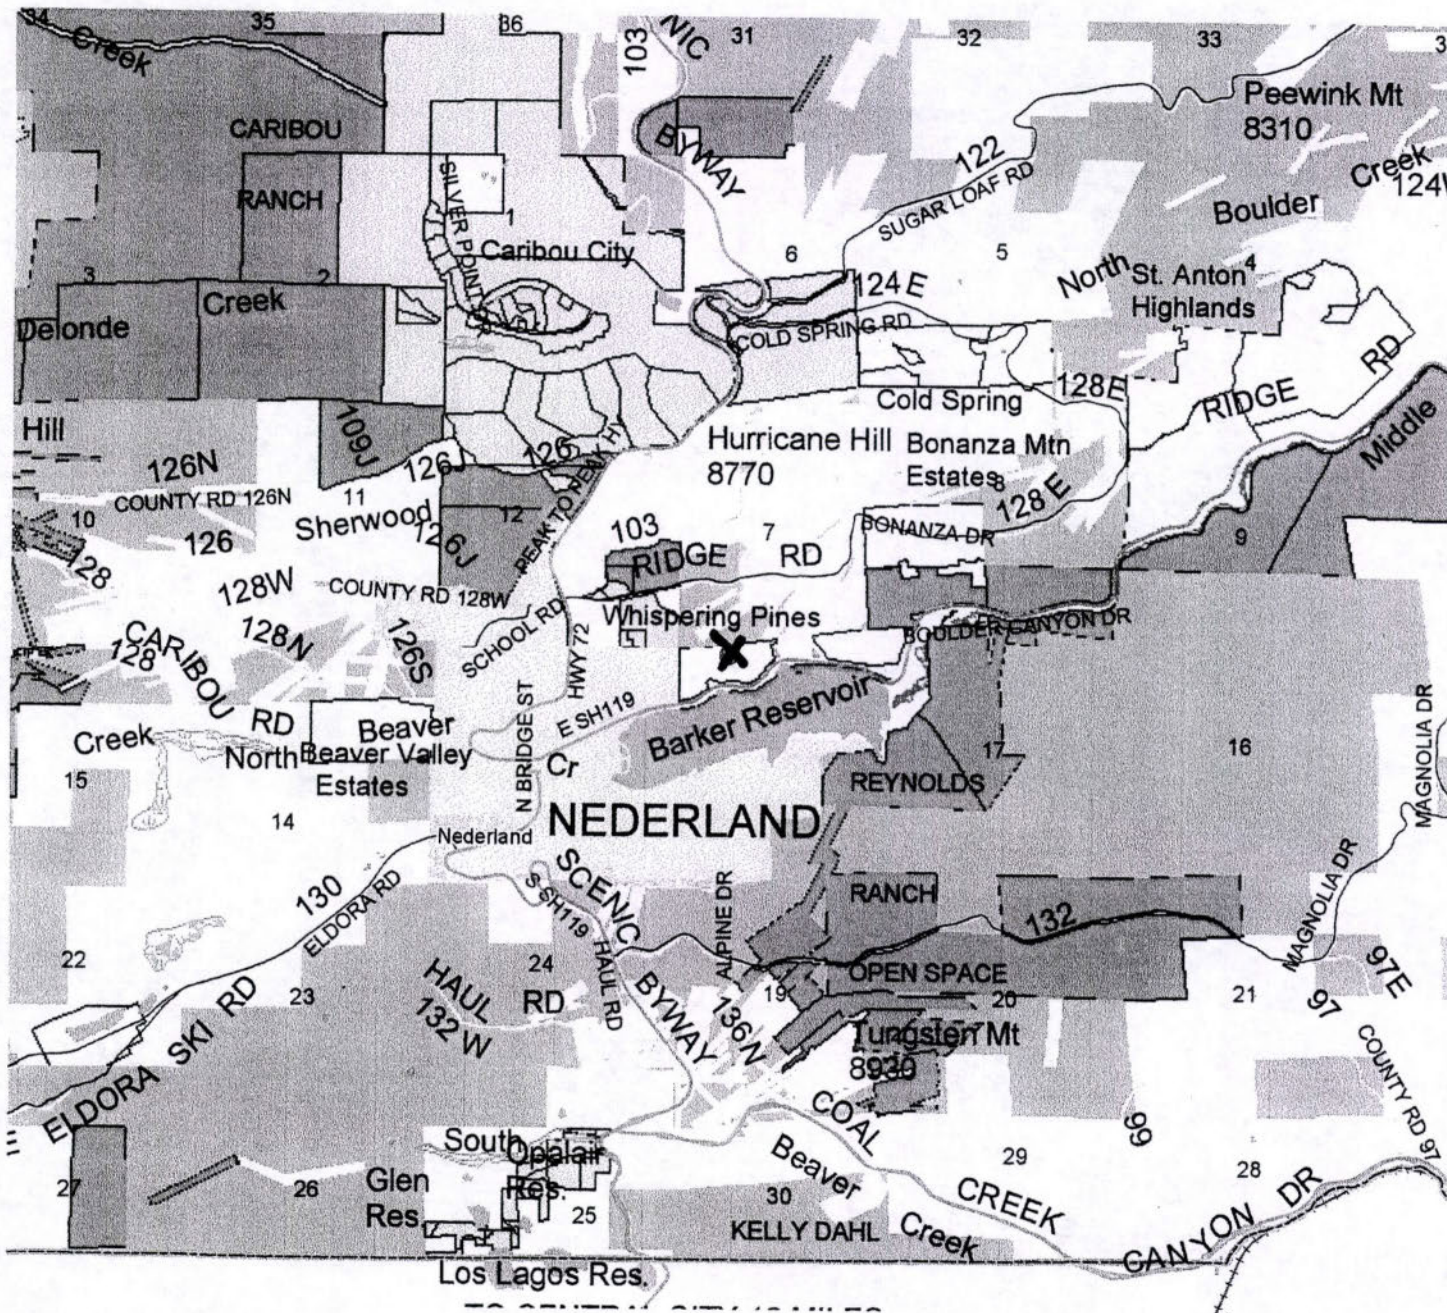 34
35
36
31
32
33
Creek
103
NIC
BYWAY
Peewink Mt
8310
CARIBOU
122
SUGAR LOAF RD
Creek
RANCH
SILVER POINT
1
Boulder
Caribou City
6
5
4
3
2
Creek
124 E
North
St. Anton
Highlands
Delonde
COLD SPRING RD
RIDGE
RD
128E
Cold Spring
Hill
109J
126J
126
PEAK TO PEAK HY
Hurricane Hill
8770
Bonanza Mtn
Estates
8
Middle
126N
COUNTY RD 126N
11
10
Sherwood
12
128 E
126
126J
103
7
BONANZA DR
9
RIDGE
RD
128
128W
COUNTY RD 128W
SCHOOL RD
Whispering Pines
BOULDER CANYON DR
CARIBOU
128
128N
126S
HWY 72
X
RD
E SH119
Barker Reservoir
N BRIDGE ST
Creek
North
Beaver
Beaver Valley
Estates
Cr
17
16
MAGNOLIA DR
15
REYNOLDS
14
NEDERLAND
Nederland
SCENIC
130
ELDORA RD
S SH119
ALPINE DR
RANCH
132
MAGNOLIA DR
22
23
HAUL
24
RD
HAUL RD
BYWAY
19
OPEN SPACE
20
21
97E
97
ELDORA SKI RD
132 W
136N
Tungsten Mt
8930
COUNTY RD 97
COAL
99
South
Opalair
Res.
Beaver
29
28
27
26
Glen
Res.
25
30
CREEK
KELLY DAHL
Creek
CANYON DR
Los Lagos Res.